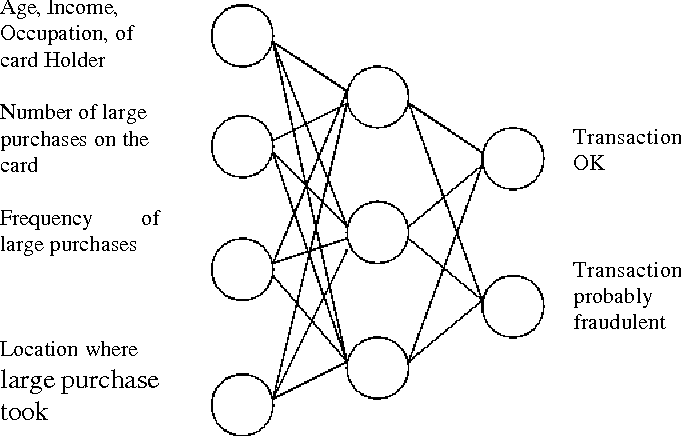 Age, Income,
Occupation, of
card Holder
Number of large
purchases on the
card
Frequency of
large purchases
Location where
large purchase
took
Transaction
OK
Transaction
probably
fraudulent